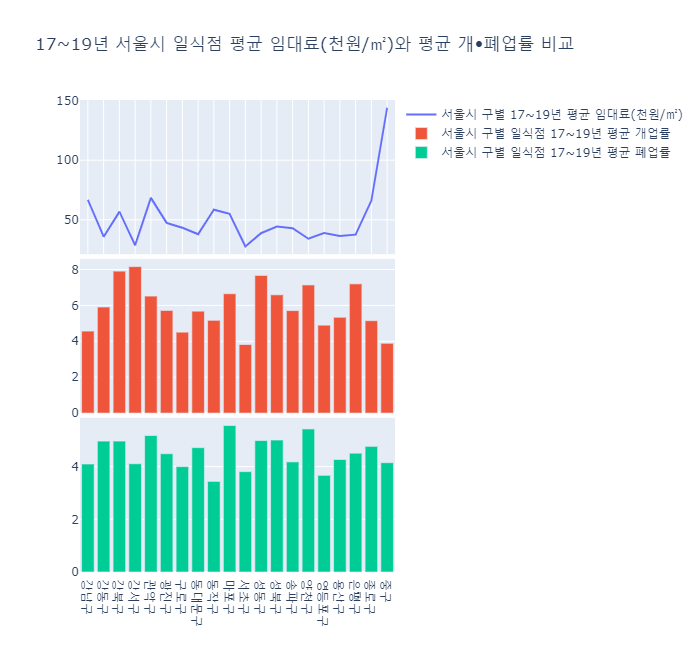 17~19년 서울시 일식점 평균 임대료(천원/㎡)와 평균 개•폐업률 비교
서울시 구별 17~19년 평균 임대료(천원/㎡)
서울시 구별 일식점 17~19년 평균 개업률
서울시 구별 일식점 17~19년 평균 폐업률
150
100
50
8
6
4
2
0
4
2
0
강남구
강동구
강북구
강서구
관악구
광진구
구로구
동대문구
동작구
마포구
서초구
성동구
성북구
송파구
양천구
영등포구
용산구
은평구
종로구
중구